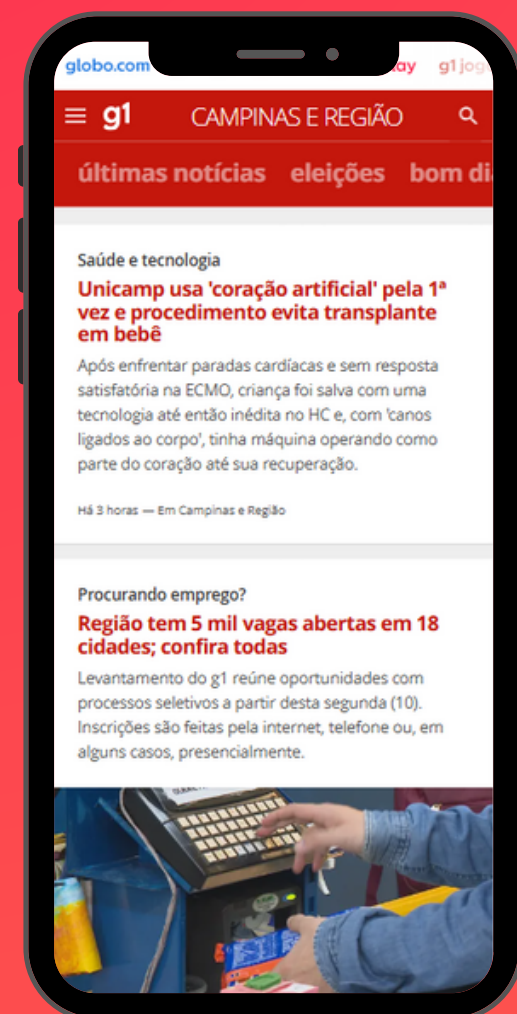 globo.com
g1
CAMPINAS E REGIÃO
últimas notícias eleições bom
Saúde e tecnologia
Unicamp usa 'coração artificial' pela 1ª
vez e procedimento evita transplante
em bebê
Após enfrentar paradas cardíacas e sem resposta
satisfatória na ECMO, criança foi salva com uma
tecnologia até então inédita no HC e, com 'canos
ligados ao corpo', tinha máquina operando como
parte do coração até sua recuperação.
Há 3 horas — Em Campinas e Região
Procurando emprego?
Região tem 5 mil vagas abertas em 18
cidades; confira todas
Levantamento do g1 reúne oportunidades com
processos seletivos a partir desta segunda (10).
Inscrições são feitas pela internet, telefone ou, em
alguns casos, presencialmente.